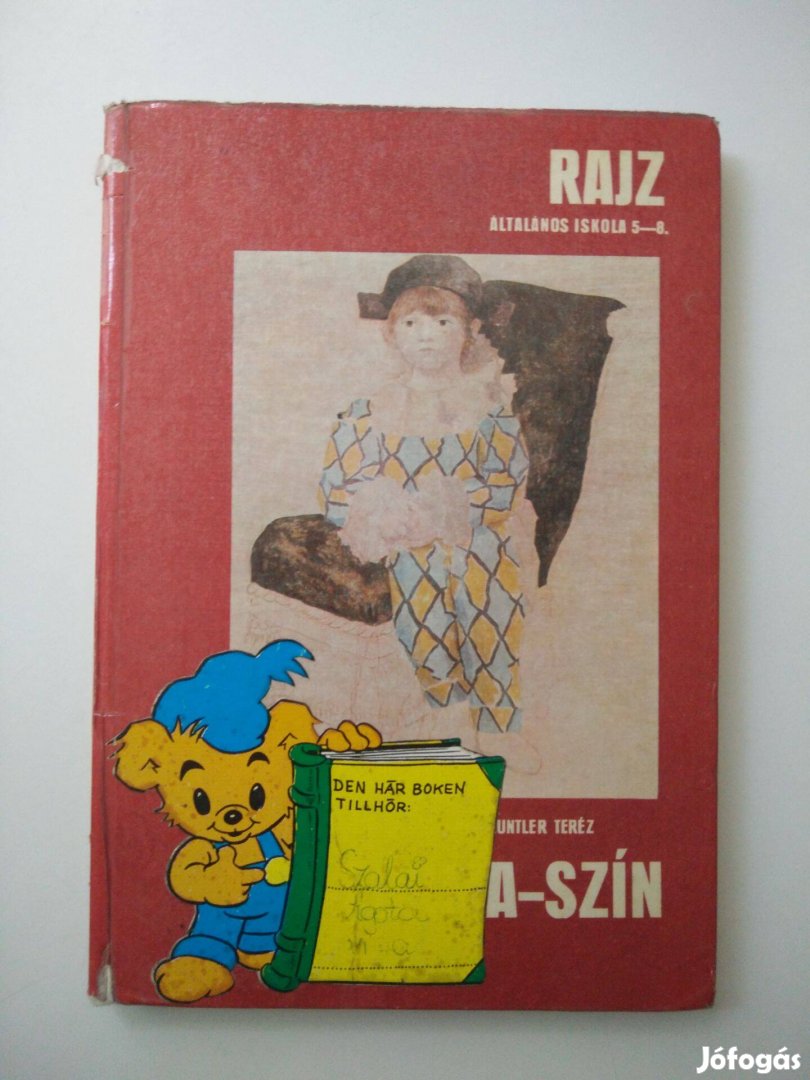 RAJZ
ÁLTALÁNOS ISKOLA 5—8.
DEN HÄR BOKEN
TILLHÖR:
Szalai
Ágota
UNTLER TERÉZ
A-SZÍN
Jófogás